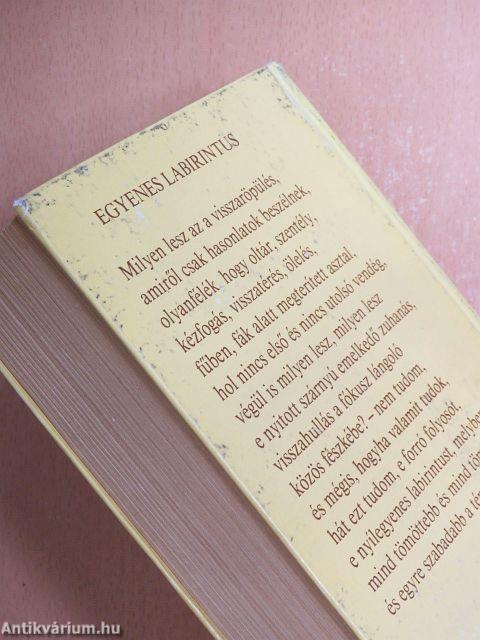 EGYENES LABIRINTUS
Milyen lesz az a visszaröpülés,
amiről csak hasonlatok beszélnek,
olyanfélék, hogy oltár, szentély,
kézfogás, visszatérés, ölelés,
fűben, fák alatt megterített asztal,
hol nincs első és nincs utolsó vendég,
végül is milyen lesz, milyen lesz
e nyitott szárnyú emelkedő zuhanás,
visszahullás a fókusz lángoló
közös fészkébe? – nem tudom,
és mégis, hogyha valamit tudok,
hát ezt tudom, e forró folyosót,
e nyílegyenes labirintust, melyben
mind tömöttebb és mind
és egyre szabadabb a
Antikvárium.hu